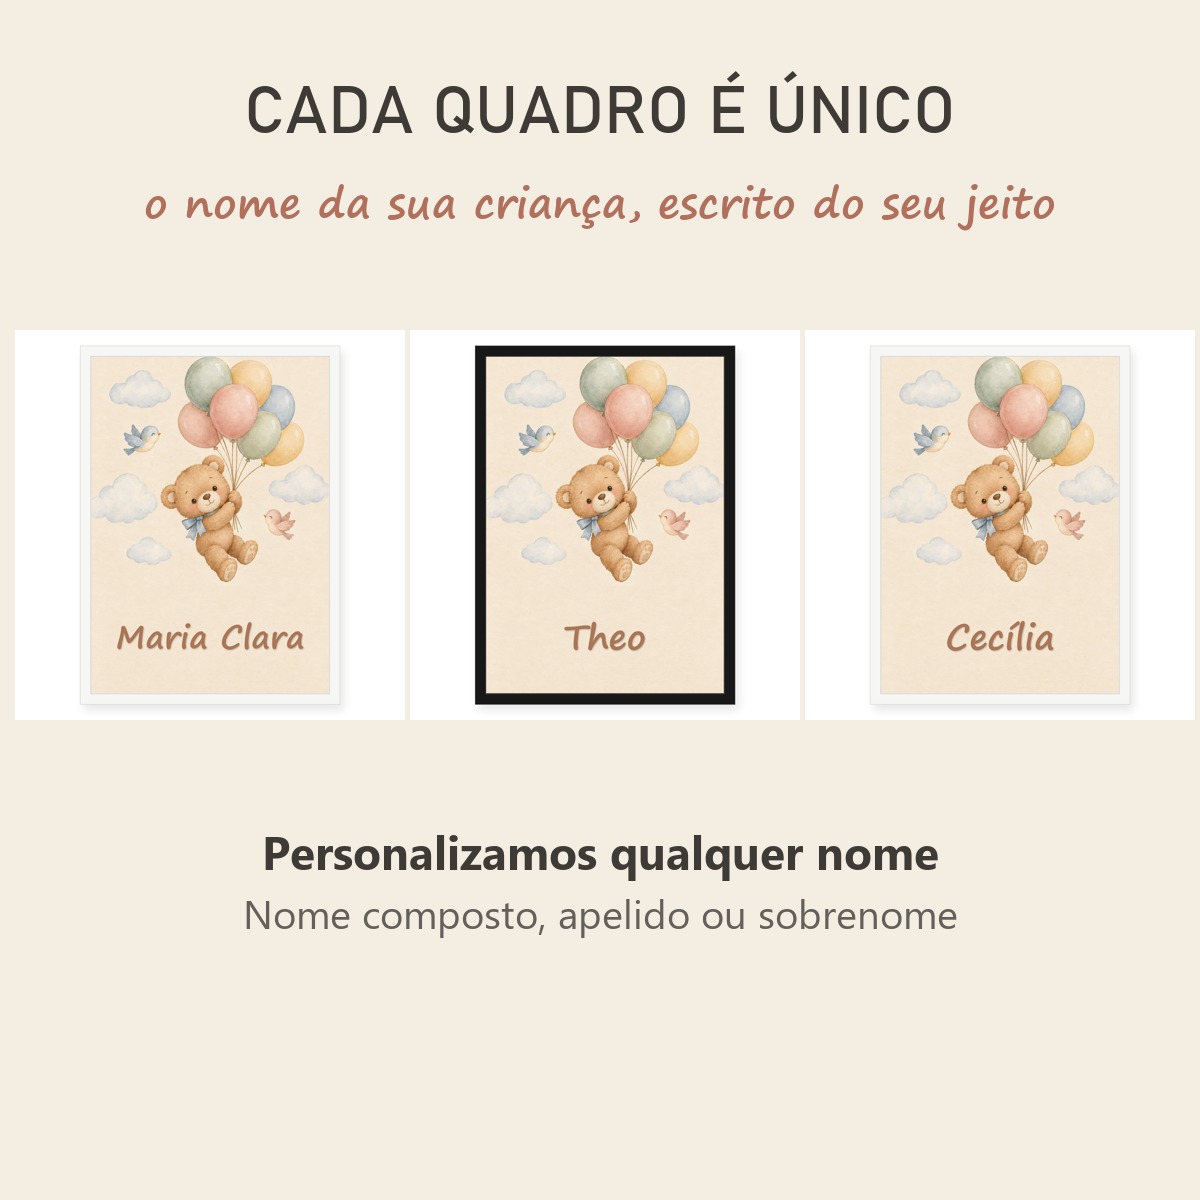 CADA QUADRO É ÚNICO
o nome da sua criança, escrito do seu jeito
Maria Clara
Theo
Cecília
Personalizamos qualquer nome
Nome composto, apelido ou sobrenome